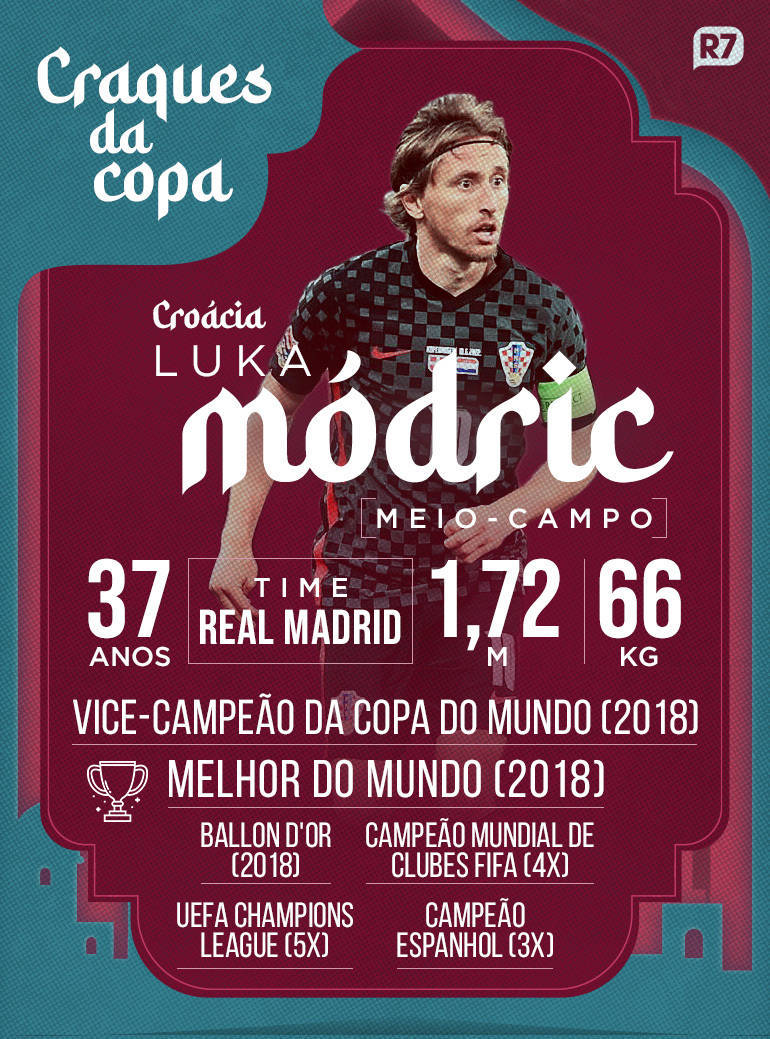 R7
Craques
da
copa
Croácia
LUKA
módric
[MEIO-CAMPO]
37
ANOS
TIME
REAL MADRID
1,72
M
66
KG
VICE-CAMPEÃO DA COPA DO MUNDO (2018)
MELHOR DO MUNDO (2018)
BALLON D'OR
(2018)
CAMPEÃO MUNDIAL DE
CLUBES FIFA (4X)
UEFA CHAMPIONS
LEAGUE (5X)
CAMPEÃO
ESPANHOL (3X)